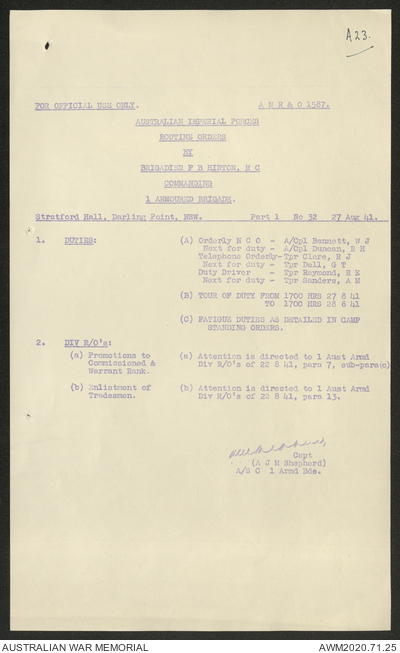 A23.
FOR OFFICIAL USE ONLY. A M R & O 1587.
AUSTRALIAN IMPERIAL FORCES
ROUTINE ORDERS
BY
BRIGADIER F B HINTON, M C
COMMANDING
1 ARMOURED BRIGADE.
Stratford Hall, Darling Point, NSW. Part 1 No 32 27 Aug 41.
1. DUTIES: (A) Orderly N C O - A/Cpl Bennett, W J
Next for duty - A/Cpl Duncan, E H
Telephone Orderly- Tpr Clare, R J
Next for duty - Tpr Dell, G T
Duty Driver - Tpr Raymond, R E
Next for duty - Tpr Sanders, A M
(B) TOUR OF DUTY FROM 1700 HRS 27 8 41
TO 1700 HRS 28 8 41
(C) FATIGUE DUTIES AS DETAILED IN CAMP
STANDING ORDERS.
2. DIV R/O's:
(a) Promotions to (a) Attention is directed to 1 Aust Armd
Commissioned & Div R/O's of 22 8 41, para 7, sub-para(c)
Warrant Rank.
(b) Enlistment of (b) Attention is directed to 1 Aust Armd
Tradesmen. Div R/O's of 22 8 41, para 13.
Capt
(A J M Shepherd)
A/S C 1 Armd Bde.
AUSTRALIAN WAR MEMORIAL AWM2020.71.25